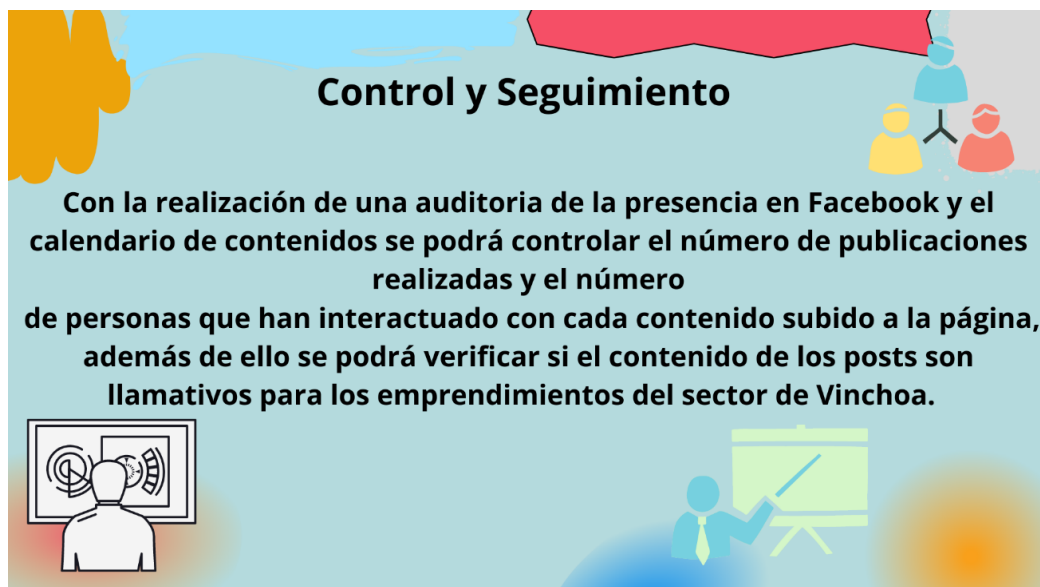 Control y Seguimiento
Con la realización de una auditoria de la presencia en Facebook y el
calendario de contenidos se podrá controlar el número de publicaciones
realizadas y el número
de personas que han interactuado con cada contenido subido a la página,
además de ello se podrá verificar si el contenido de los posts son
llamativos para los emprendimientos del sector de Vinchoa.